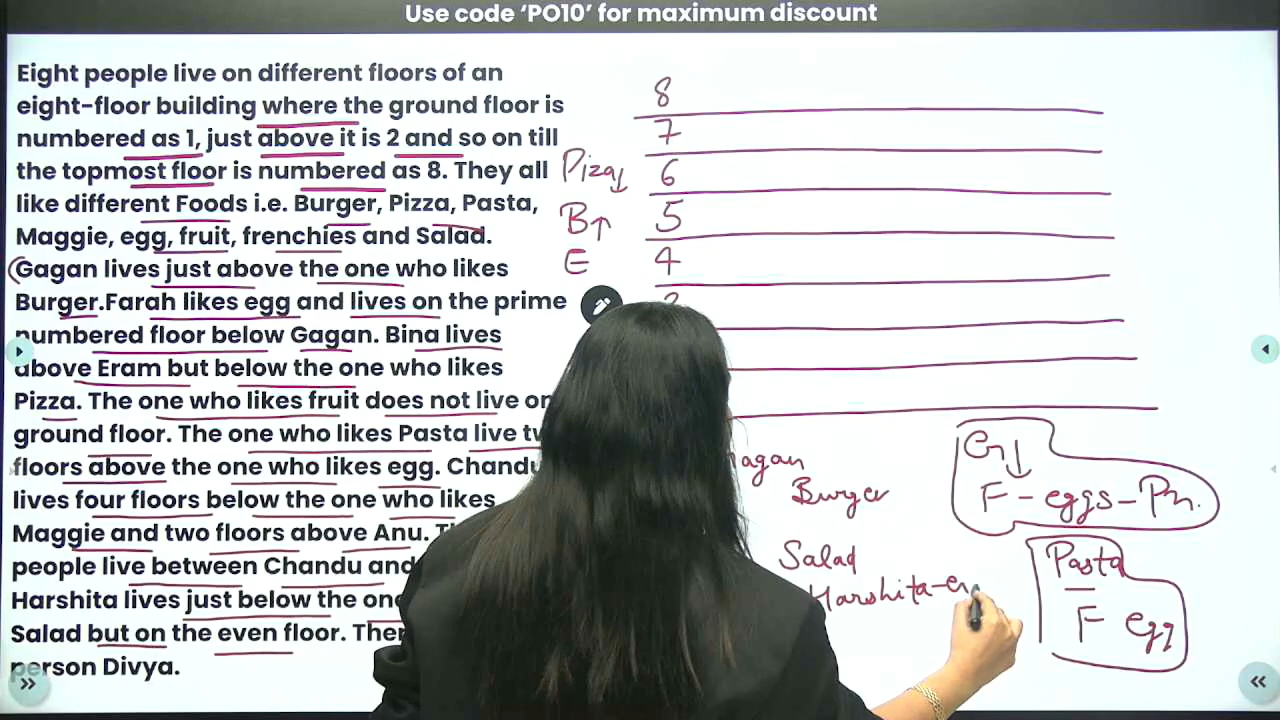 Use code ‘PO10’ for maximum discount
Eight people live on different floors of an
eight-floor building where the ground floor is
numbered as 1, just above it is 2 and so on till
the topmost floor is numbered as 8. They all
like different Foods i.e. Burger, Pizza, Pasta,
Maggie, egg, fruit, frenchies and Salad.
Gagan lives just above the one who likes
Burger.Farah likes egg and lives on the prime
numbered floor below Gagan. Bina lives
above Eram but below the one who likes
Pizza. The one who likes fruit does not live on
ground floor. The one who likes Pasta live
floors above the one who likes egg. Chandu
lives four floors below the one who likes
Maggie and two floors above Anu.
people live between Chandu and
Harshita lives just below the
Salad but on the even floor.
person Divya.
8
7
Piza↓ 6
B↑ 5
E 4
Burger
Salad
Harshita-
F - eggs - Pn.
Pasta
F egg